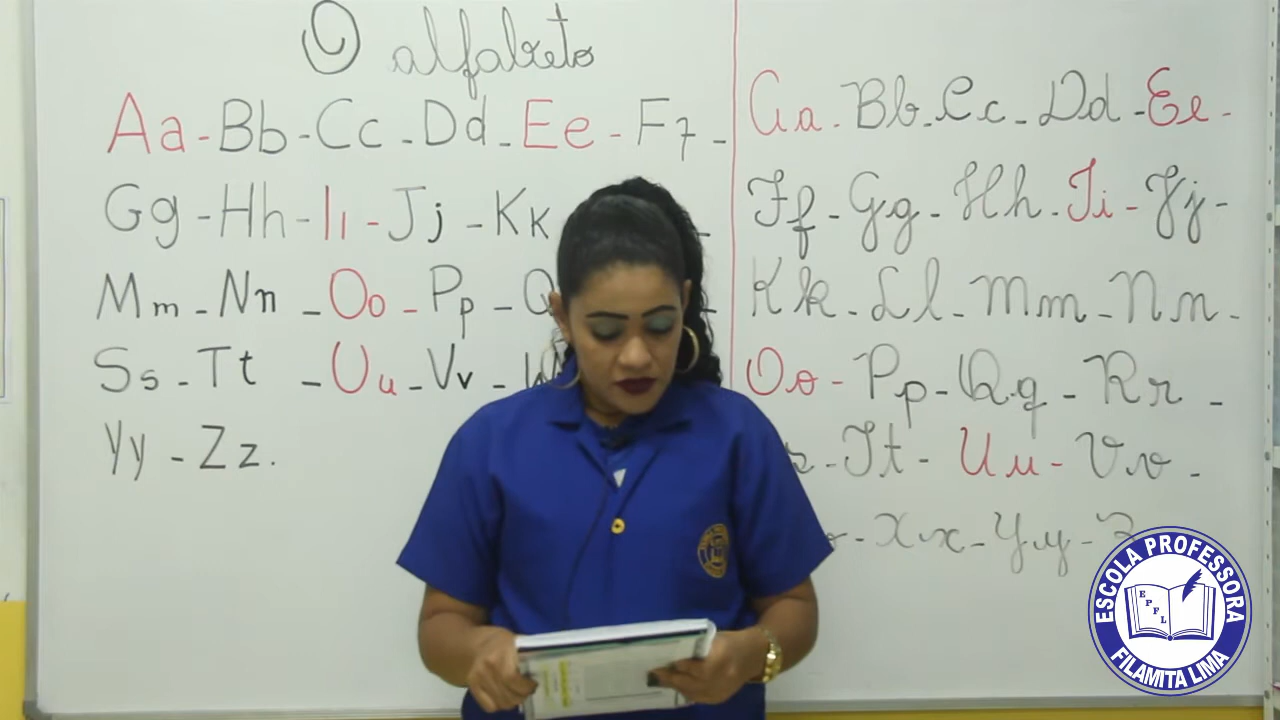 O alfabeto
Aa - Bb - Cc - Dd - Ee - Ff -
Gg - Hh - Ii - Jj - Kk -
Mm - Nn - Oo - Pp - Q
Ss - Tt - Uu - Vv - W
Yy - Zz.
Aa - Bb - Cc - Dd - Ee -
Ff - Gg - Hh - Ii - Jj -
Kk - Ll - Mm - Nn -
Oo - Pp - Qq - Rr -
s - Tt - Uu - Vv -
- Xx - Yy - Z
ESCOLA PROFESSORA
E P F L
FILAMITA LIMA